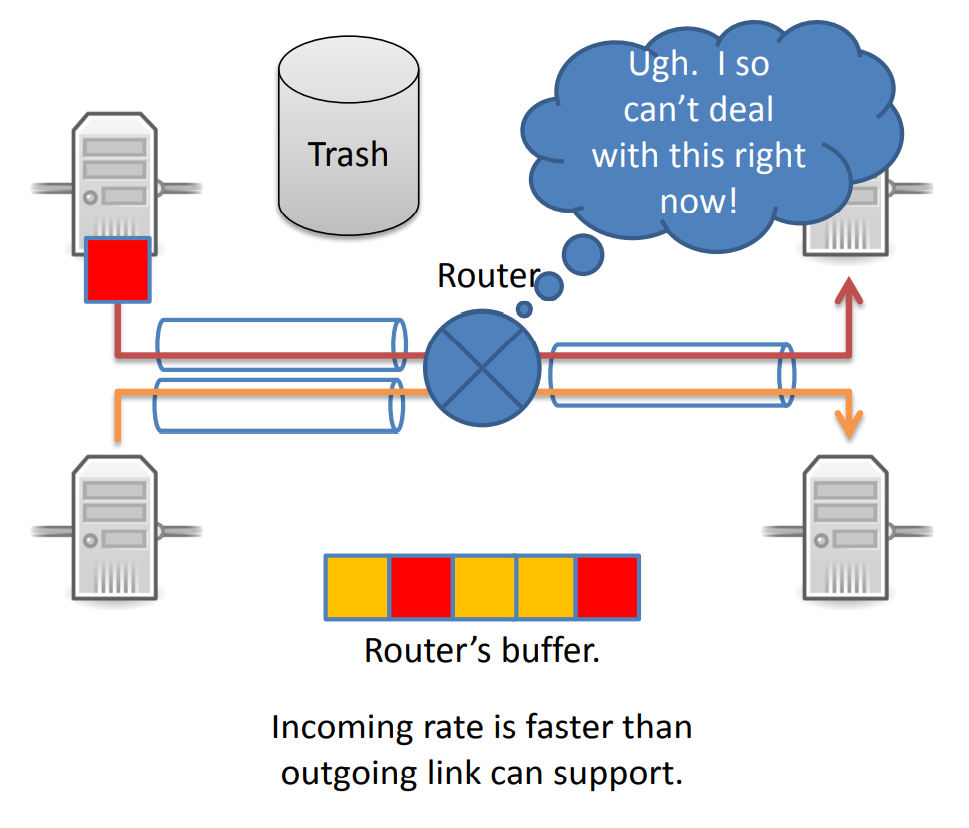 Ugh.  I so
can’t deal
with this right
now!
Trash
Router
Router’s buffer.
Incoming rate is faster than
outgoing link can support.